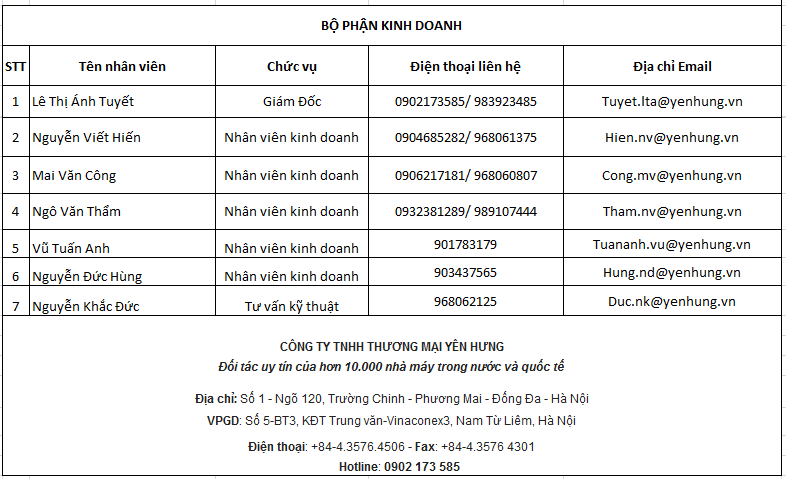 BỘ PHẬN KINH DOANH
STT Tên nhân viên Chức vụ Điện thoại liên hệ Địa chỉ Email
1 Lê Thị Ánh Tuyết Giám Đốc 0902173585/ 983923485 Tuyet.lta@yenhung.vn
2 Nguyễn Viết Hiến Nhân viên kinh doanh 0904685282/ 968061375 Hien.nv@yenhung.vn
3 Mai Văn Công Nhân viên kinh doanh 0906217181/ 968060807 Cong.mv@yenhung.vn
4 Ngô Văn Thẩm Nhân viên kinh doanh 0932381289/ 989107444 Tham.nv@yenhung.vn
5 Vũ Tuấn Anh Nhân viên kinh doanh 901783179 Tuananh.vu@yenhung.vn
6 Nguyễn Đức Hùng Nhân viên kinh doanh 903437565 Hung.nd@yenhung.vn
7 Nguyễn Khắc Đức Tư vấn kỹ thuật 968062125 Duc.nk@yenhung.vn
CÔNG TY TNHH THƯƠNG MẠI YÊN HƯNG
Đối tác uy tín của hơn 10.000 nhà máy trong nước và quốc tế
Địa chỉ: Số 1 - Ngõ 120, Trường Chinh - Phương Mai - Đống Đa - Hà Nội
VPGD: Số 5-BT3, KĐT Trung văn-Vinaconex3, Nam Từ Liêm, Hà Nội
Điện thoại: +84-4.3576.4506 - Fax: +84-4.3576 4301
Hotline: 0902 173 585